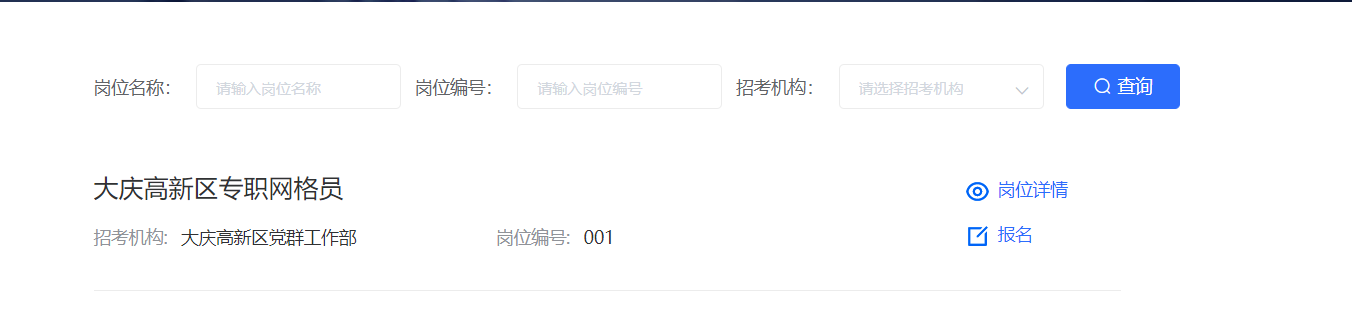 岗位名称： 请输入岗位名称 岗位编号： 请输入岗位编号 招考机构： 请选择招考机构 查询
大庆高新区专职网格员 岗位详情
招考机构: 大庆高新区党群工作部 岗位编号: 001 报名